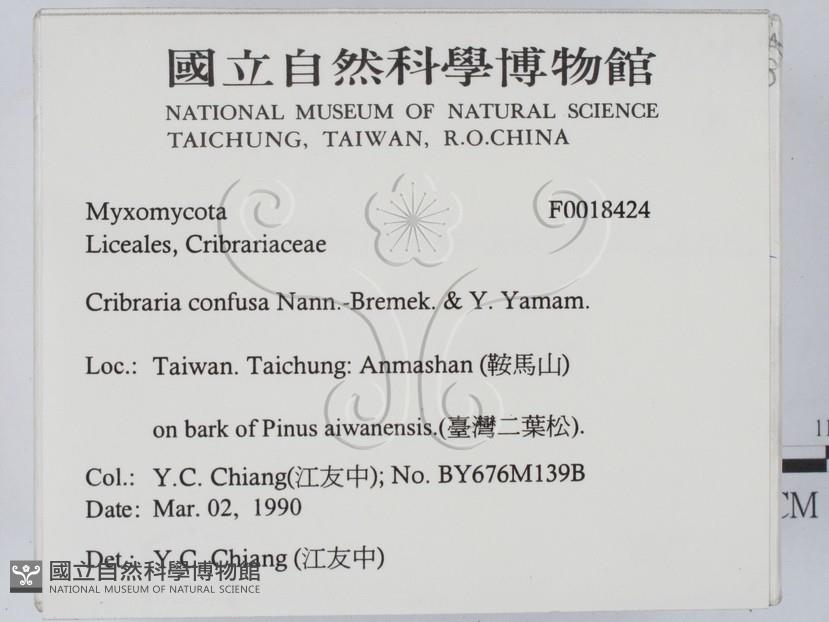 國立自然科學博物館
NATIONAL MUSEUM OF NATURAL SCIENCE
TAICHUNG, TAIWAN, R.O.CHINA
Myxomycota F0018424
Liceales, Cribrariaceae
Cribraria confusa Nann.-Bremek. & Y. Yamam.
Loc.: Taiwan. Taichung: Anmashan (鞍馬山)
on bark of Pinus aiwanensis.(臺灣二葉松).
Col.: Y.C. Chiang(江友中); No. BY676M139B
Date: Mar. 02, 1990
Det.: Y.C. Chiang (江友中)
國立自然科學博物館
NATIONAL MUSEUM OF NATURAL SCIENCE
11
CM